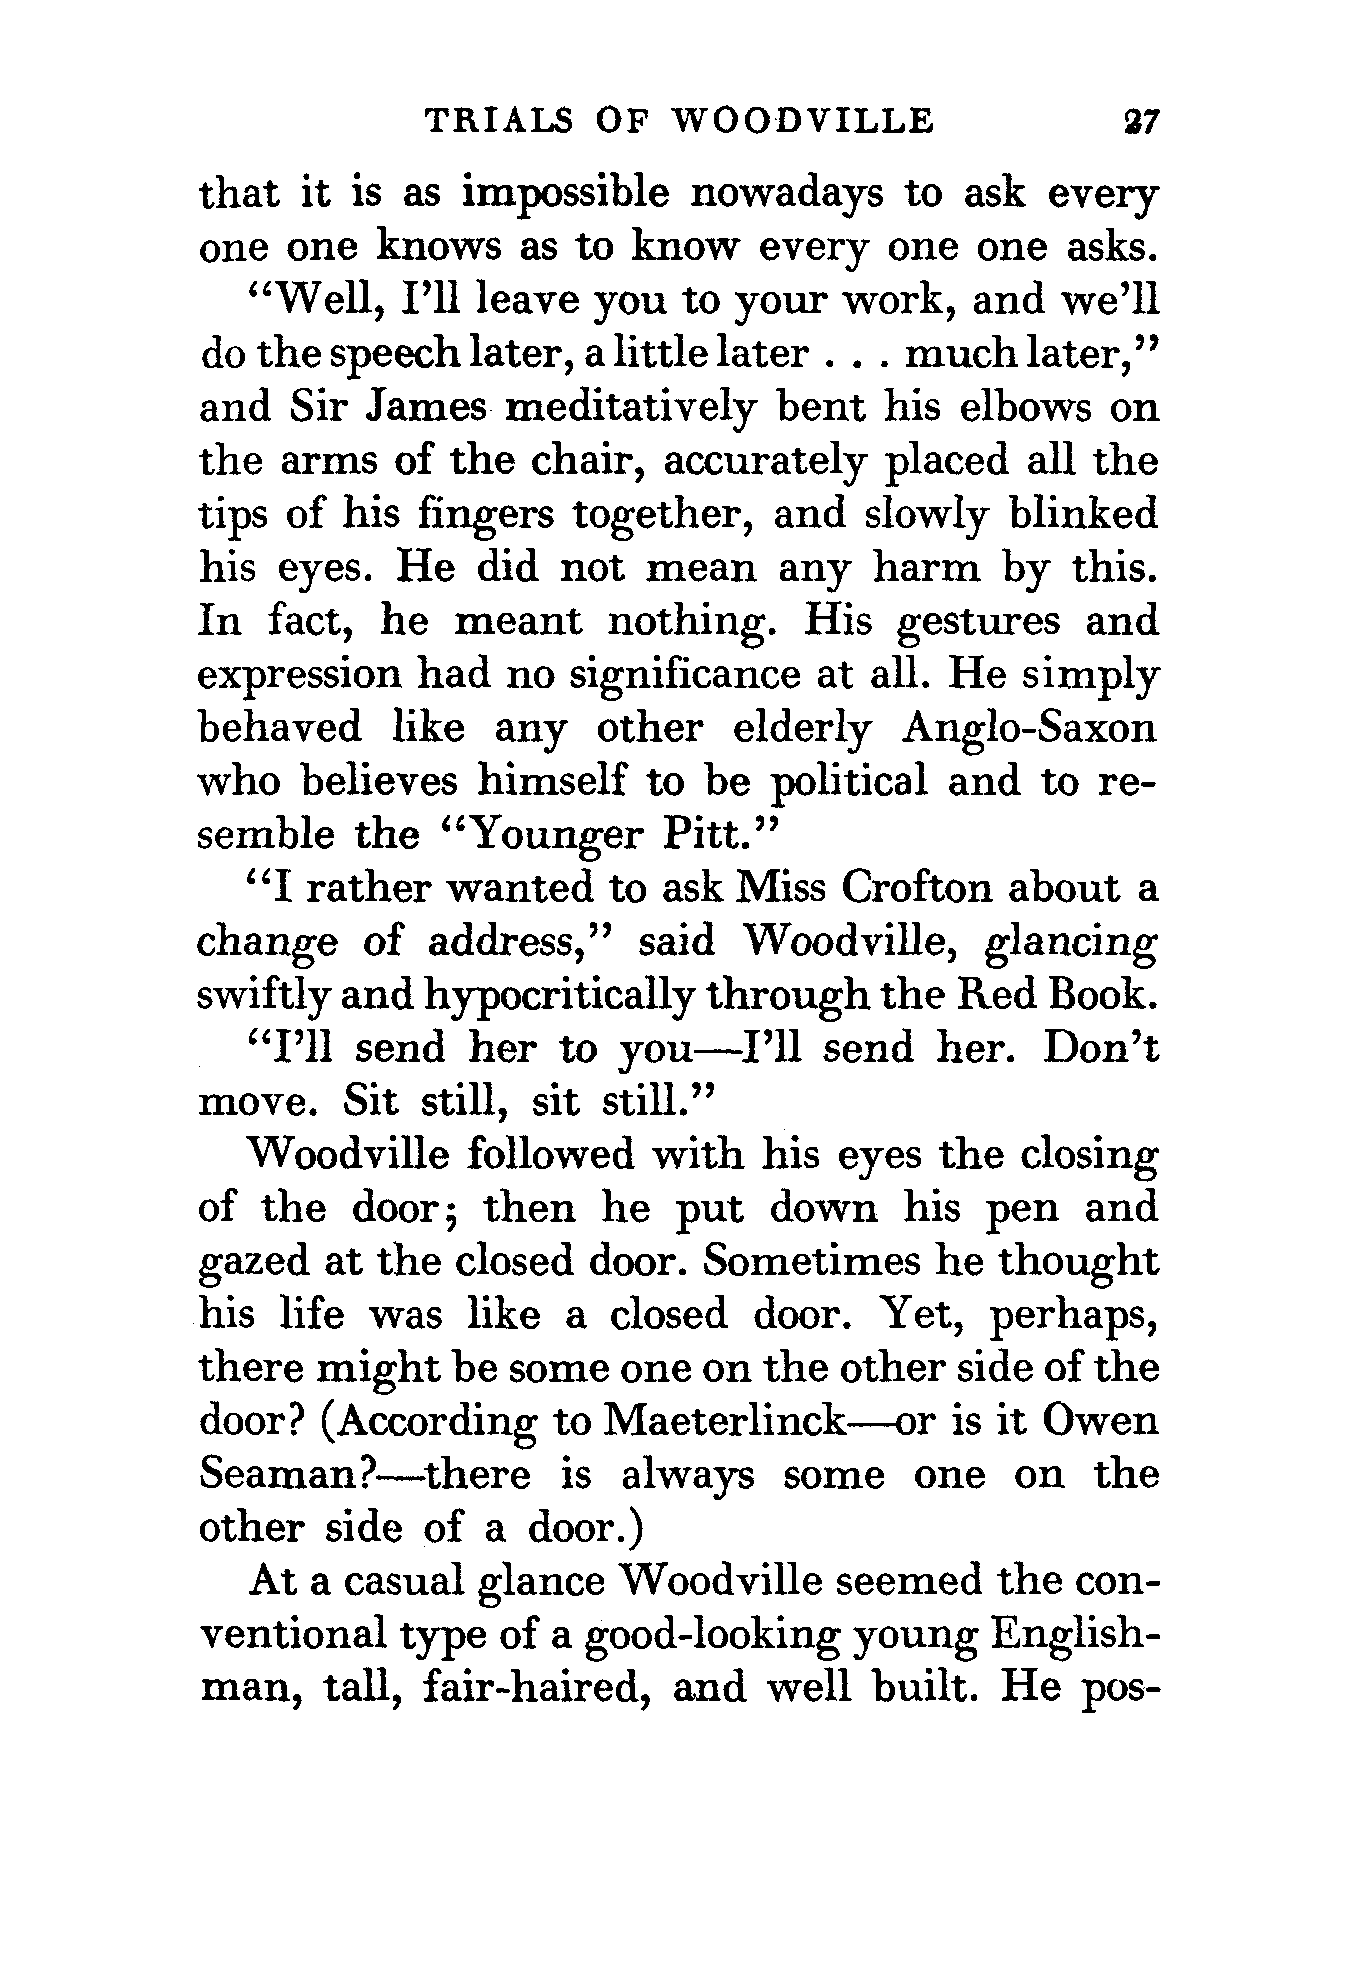 TRIALS OF WOODVILLE 27
that it is as impossible nowadays to ask every
one one knows as to know every one one asks.
“Well, I’ll leave you to your work, and we’ll
do the speech later, a little later . . . much later,”
and Sir James meditatively bent his elbows on
the arms of the chair, accurately placed all the
tips of his fingers together, and slowly blinked
his eyes. He did not mean any harm by this.
In fact, he meant nothing. His gestures and
expression had no significance at all. He simply
behaved like any other elderly Anglo-Saxon
who believes himself to be political and to re-
semble the “Younger Pitt.”
“I rather wanted to ask Miss Crofton about a
change of address,” said Woodville, glancing
swiftly and hypocritically through the Red Book.
“I’ll send her to you—I’ll send her. Don’t
move. Sit still, sit still.”
Woodville followed with his eyes the closing
of the door; then he put down his pen and
gazed at the closed door. Sometimes he thought
his life was like a closed door. Yet, perhaps,
there might be some one on the other side of the
door? (According to Maeterlinck—or is it Owen
Seaman?—there is always some one on the
other side of a door.)
At a casual glance Woodville seemed the con-
ventional type of a good-looking young English-
man, tall, fair-haired, and well built. He pos-